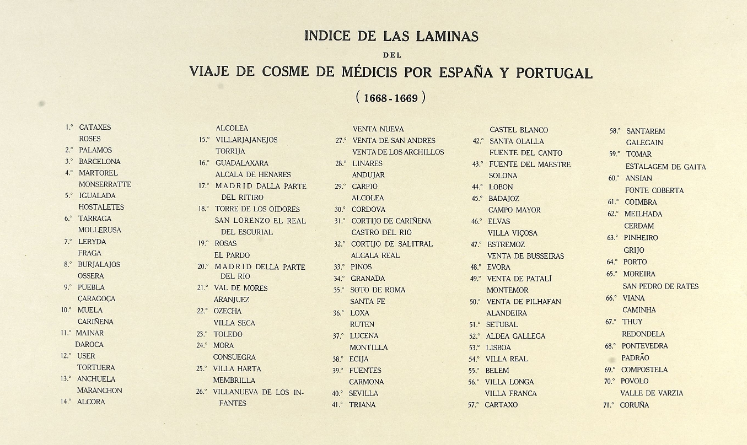 INDICE DE LAS LAMINAS
DEL
VIAJE DE COSME DE MÉDICIS POR ESPAÑA Y PORTUGAL
( 1668-1669 )
1.º CATAXES
ROSES
2.º PALAMOS
3.º BARCELONA
4.º MARTOREL
MONSERRATTE
5.º IGUALADA
HOSTALETES
6.º TARRAGA
MOLLERUSA
7.º LERYDA
FRAGA
8.º BURJALAJOS
OSSERA
9.º PUEBLA
ÇARAGOÇA
10.º MUELA
CARIÑENA
11.º MAINAR
DAROCA
12.º USER
TORTUERA
13.º ANCHUELA
MARANCHON
14.º ALCORA
ALCOLEA
15.º VILLARJAJANEJOS
TORRIJA
16.º GUADALAXARA
ALCALA DE HENARES
17.º MADRID DALLA PARTE
DEL RITIRO
18.º TORRE DE LOS OIDORES
SAN LORENZO EL REAL
DEL ESCURIAL
19.º ROSAS
EL PARDO
20.º MADRID DELLA PARTE
DEL RIO
21.º VAL DE MORES
ARANJUEZ
22.º OZECHA
VILLA SECA
23.º TOLEDO
24.º MORA
CONSUEGRA
25.º VILLA HARTA
MEMBRILLA
26.º VILLANUEVA DE LOS IN-
FANTES
VENTA NUEVA
27.º VENTA DE SAN ANDRES
VENTA DE LOS ARCHILLOS
28.º LINARES
ANDUJAR
29.º CARPIO
ALCOLEA
30.º CORDOVA
31.º CORTIJO DE CARIÑENA
CASTRO DEL RIO
32.º CORTIJO DE SALITRAL
ALCALA REAL
33.º PINOS
34.º GRANADA
35.º SOTO DE ROMA
SANTA FE
36.º LOXA
RUTEN
37.º LUCENA
MONTILLA
38.º ECIJA
39.º FUENTES
CARMONA
40.º SEVILLA
41.º TRIANA
CASTEL BLANCO
42.º SANTA OLALLA
FUENTE DEL CANTO
43.º FUENTE DEL MAESTRE
SOLONA
44.º LOBON
45.º BADAJOZ
CAMPO MAYOR
46.º ELVAS
VILLA VIÇOSA
47.º ESTREMOZ
VENTA DE BUSSEIRAS
48.º EVORA
49.º VENTA DE PATALÍ
MONTEMOR
50.º VENTA DE PILHAFAN
ALANDEIRA
51.º SETUBAL
52.º ALDEA GALLEGA
53.º LISBOA
54.º VILLA REAL
55.º BELEM
56.º VILLA LONGA
VILLA FRANCA
57.º CARTAXO
58.º SANTAREM
GALEGAIN
59.º TOMAR
ESTALAGEM DE GAITA
60.º ANSIAN
FONTE COBERTA
61.º COIMBRA
62.º MEILHADA
CERDAM
63.º PINHEIRO
GRIJO
64.º PORTO
65.º MOREIRA
SAN PEDRO DE RATES
66.º VIANA
CAMINHA
67.º THUY
REDONDELA
68.º PONTEVEDRA
PADRÃO
69.º COMPOSTELA
70.º POVOLO
VALLE DE VARZIA
71.º CORUÑA